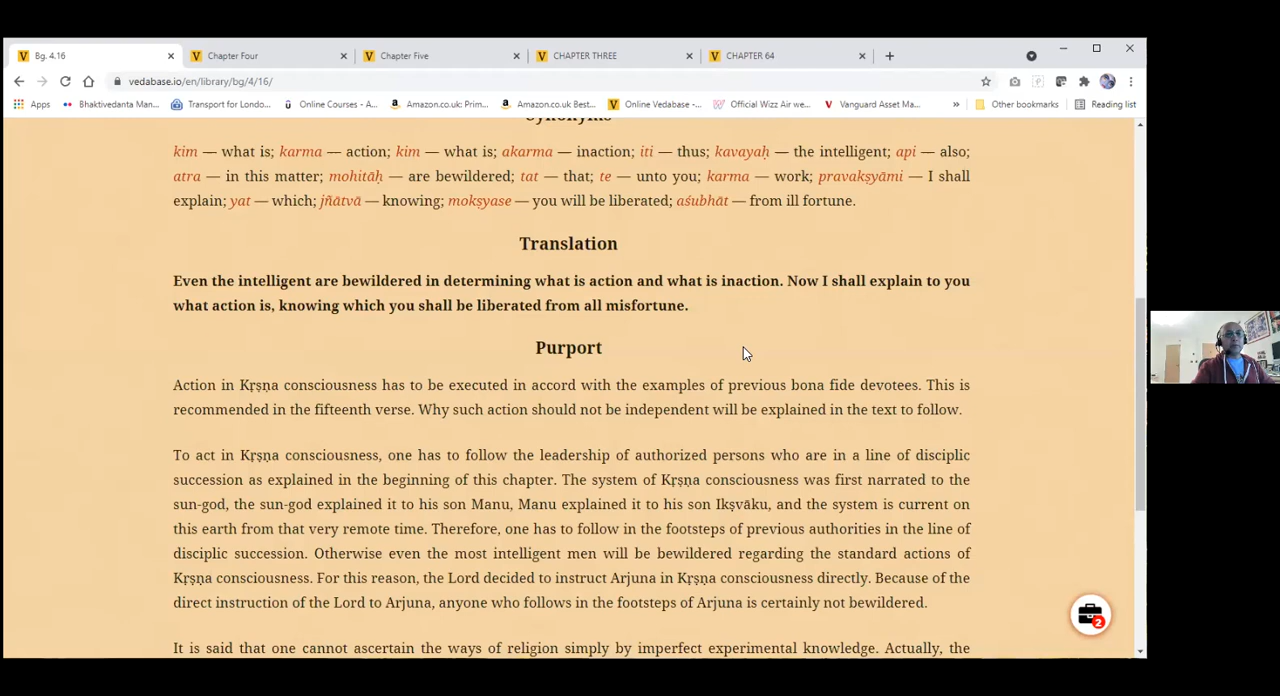 Bg. 4.16
Chapter Four
Chapter Five
CHAPTER THREE
CHAPTER 64
vedabase.io/en/library/bg/4/16/
Apps
Bhaktivedanta Man...
Transport for Londo...
Online Courses - A...
Amazon.co.uk: Prim...
Amazon.co.uk Best...
Online Vedabase -...
Official Wizz Air we...
Vanguard Asset Ma...
»
Other bookmarks
Reading list
Synonyms
kim — what is; karma — action; kim — what is; akarma — inaction; iti — thus; kavayaḥ — the intelligent; api — also;
atra — in this matter; mohitāḥ — are bewildered; tat — that; te — unto you; karma — work; pravakṣyāmi — I shall
explain; yat — which; jñātvā — knowing; mokṣyase — you will be liberated; aśubhāt — from ill fortune.
Translation
Even the intelligent are bewildered in determining what is action and what is inaction. Now I shall explain to you
what action is, knowing which you shall be liberated from all misfortune.
Purport
Action in Kṛṣṇa consciousness has to be executed in accord with the examples of previous bona fide devotees. This is
recommended in the fifteenth verse. Why such action should not be independent will be explained in the text to follow.
To act in Kṛṣṇa consciousness, one has to follow the leadership of authorized persons who are in a line of disciplic
succession as explained in the beginning of this chapter. The system of Kṛṣṇa consciousness was first narrated to the
sun-god, the sun-god explained it to his son Manu, Manu explained it to his son Ikṣvāku, and the system is current on
this earth from that very remote time. Therefore, one has to follow in the footsteps of previous authorities in the line of
disciplic succession. Otherwise even the most intelligent men will be bewildered regarding the standard actions of
Kṛṣṇa consciousness. For this reason, the Lord decided to instruct Arjuna in Kṛṣṇa consciousness directly. Because of the
direct instruction of the Lord to Arjuna, anyone who follows in the footsteps of Arjuna is certainly not bewildered.
2
It is said that one cannot ascertain the ways of religion simply by imperfect experimental knowledge. Actually, the